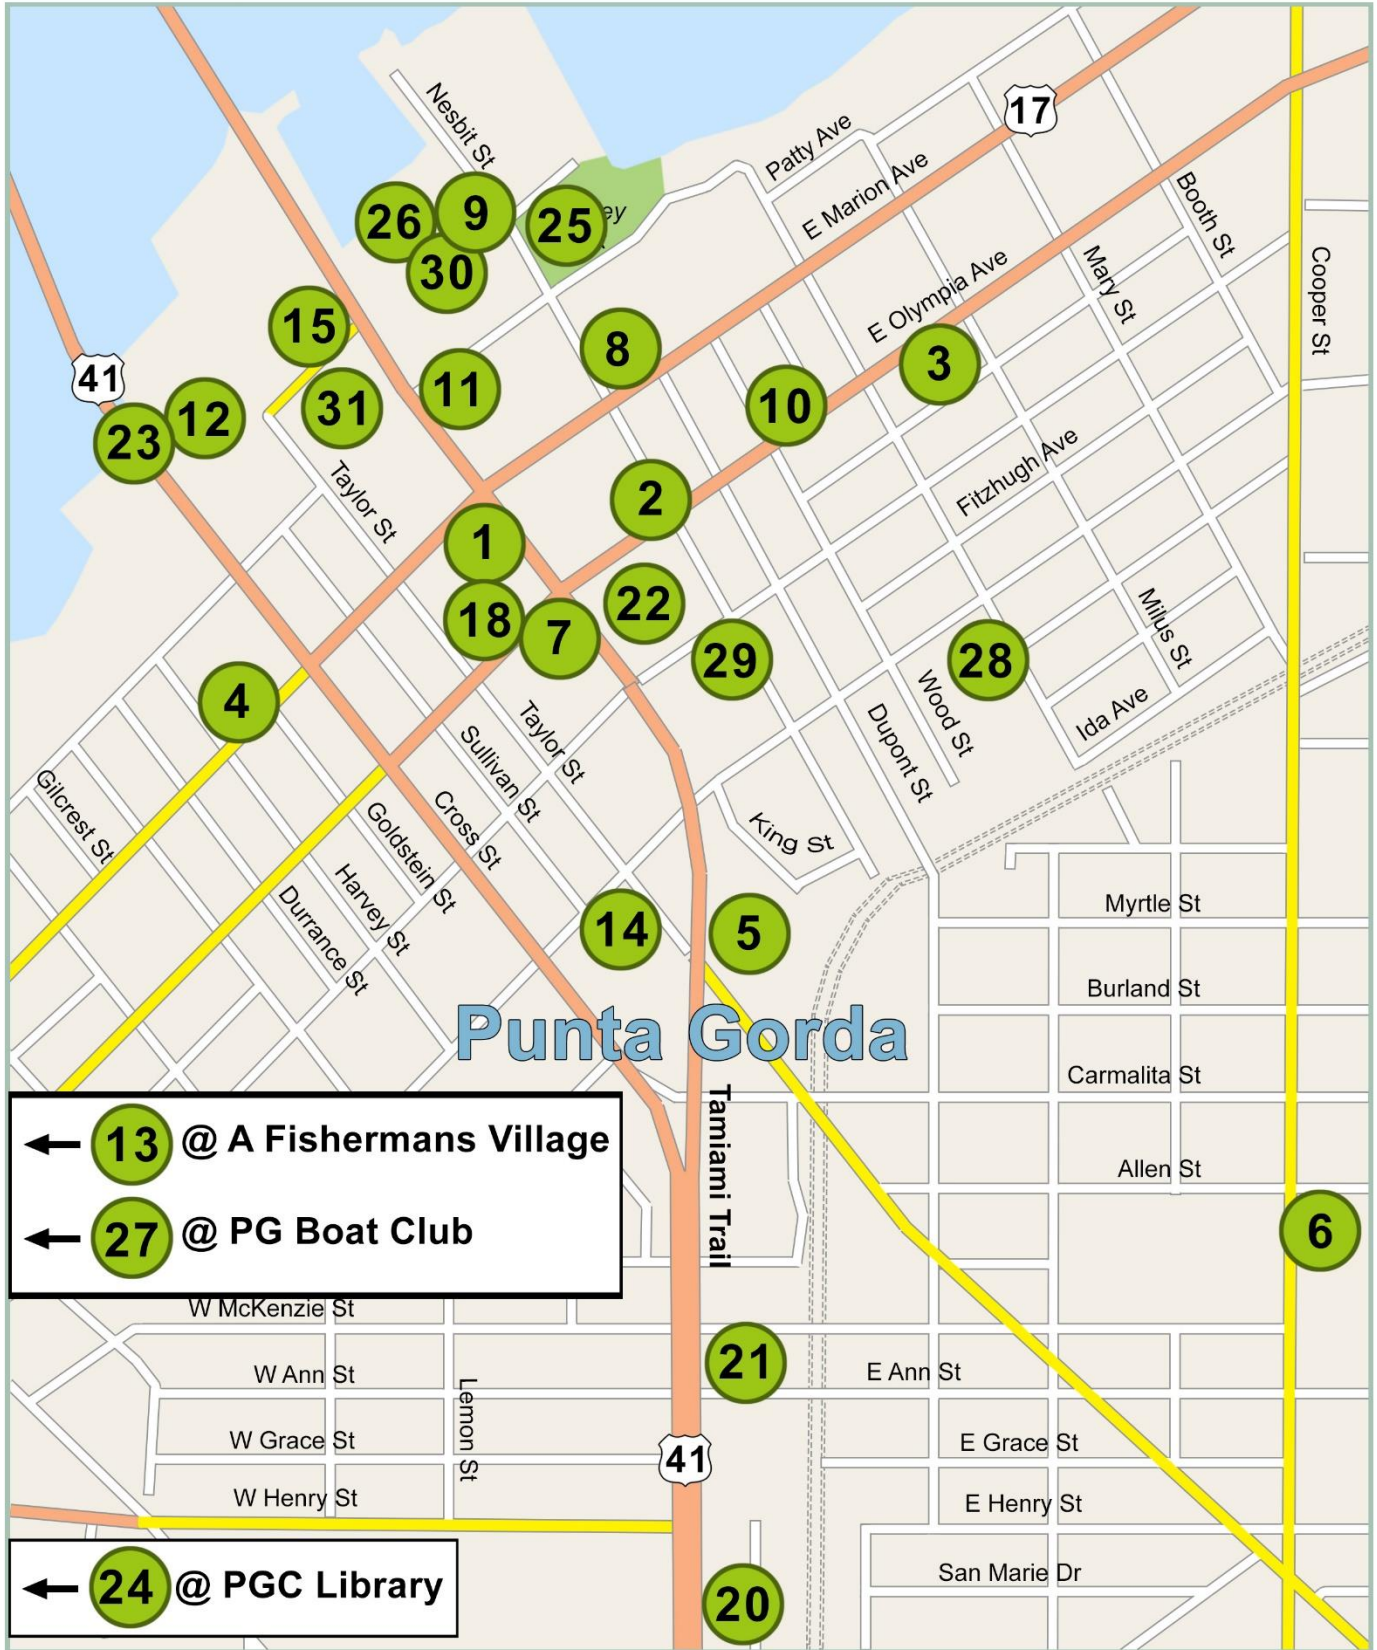 Nesbit St
17
Patty Ave
E Marion Ave
Booth St
26
9
25
ey
30
Cooper St
Mary St
E Olympia Ave
15
8
3
41
11
31
12
10
23
Taylor St
Fitzhugh Ave
2
1
22
18
7
29
28
Milus St
4
Wood St
Ida Ave
Dupont St
Taylor St
Sullivan St
Gilcrest St
Cross St
Goldstein St
King St
Harvey St
Durrance St
14
5
Myrtle St
Burland St
Punta Gorda
Carmalita St
Tamiami Trail
13 @ A Fishermans Village
Allen St
27 @ PG Boat Club
6
W McKenzie St
21
W Ann St
E Ann St
Lemon St
W Grace St
E Grace St
41
W Henry St
E Henry St
San Marie Dr
24 @ PGC Library
20